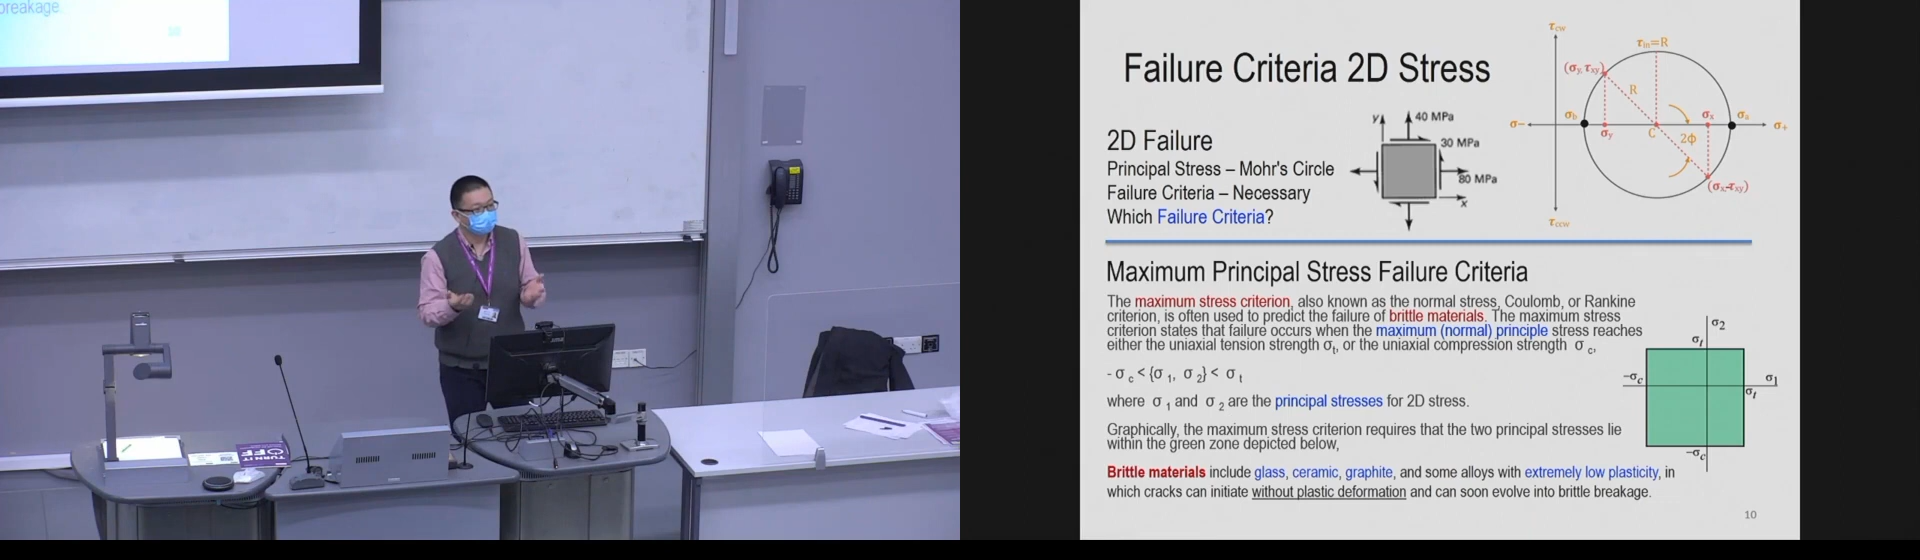 breakage.
TURN IT
OFF
Failure Criteria 2D Stress
2D Failure
Principal Stress – Mohr's Circle
Failure Criteria – Necessary
Which Failure Criteria?
y
40 MPa
30 MPa
80 MPa
x
τcw
τin=R
(σy,τxy)
R
σb
σx
σa
σ-
σy
C
2ϕ
σ+
(σx-τxy)
τccw
Maximum Principal Stress Failure Criteria
The maximum stress criterion, also known as the normal stress, Coulomb, or Rankine
criterion, is often used to predict the failure of brittle materials. The maximum stress
criterion states that failure occurs when the maximum (normal) principle stress reaches
either the uniaxial tension strength σt, or the uniaxial compression strength σc,
- σc < {σ1, σ2} < σt
where σ1 and σ2 are the principal stresses for 2D stress.
Graphically, the maximum stress criterion requires that the two principal stresses lie
within the green zone depicted below,
Brittle materials include glass, ceramic, graphite, and some alloys with extremely low plasticity, in
which cracks can initiate without plastic deformation and can soon evolve into brittle breakage.
σ2
σt
-σc
σ1
σt
-σc
10